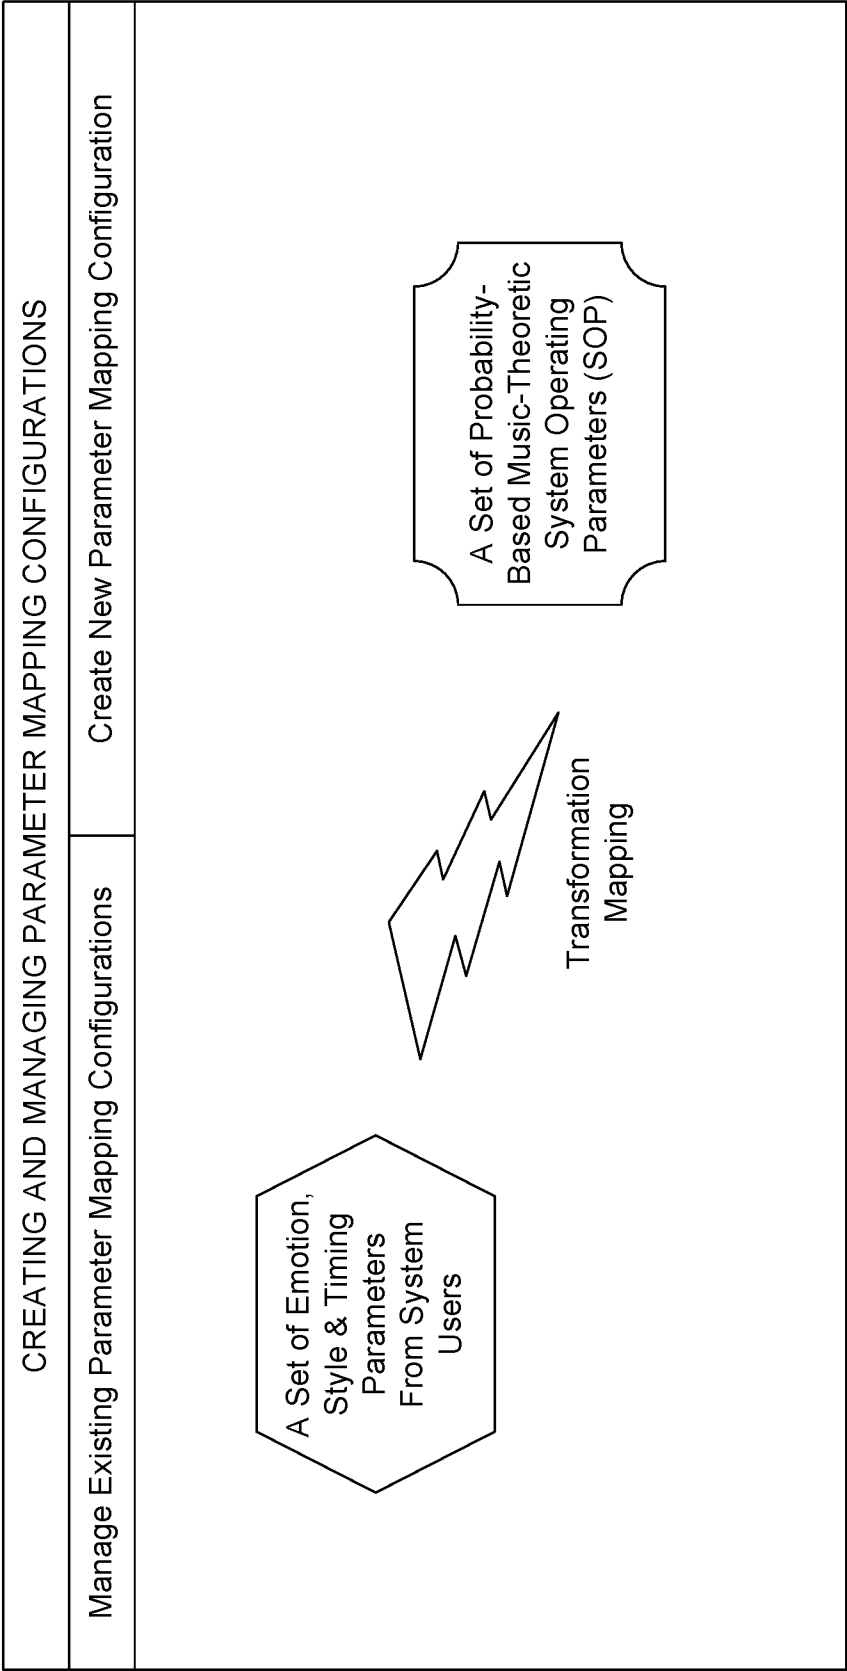 CREATING AND MANAGING PARAMETER MAPPING CONFIGURATIONS
Manage Existing Parameter Mapping Configurations
Create New Parameter Mapping Configuration
A Set of Emotion,
Style & Timing
Parameters
From System
Users
Transformation
Mapping
A Set of Probability-
Based Music-Theoretic
System Operating
Parameters (SOP)